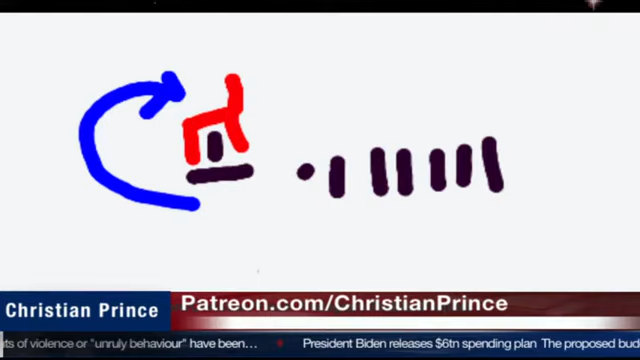 Christian Prince
Patreon.com/ChristianPrince
nts of violence or “unruly behaviour” have been… President Biden releases $6tn spending plan The proposed bud